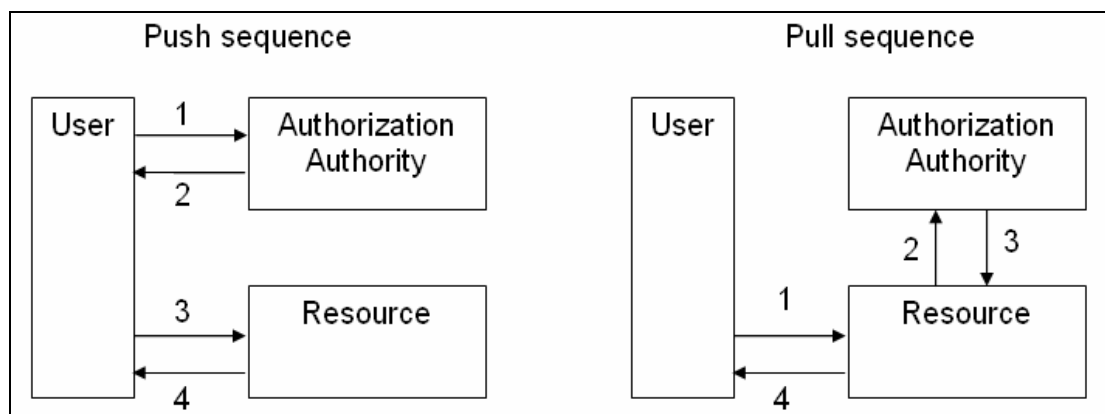 Push sequence
User
1
Authorization
Authority
2
3
Resource
4
Pull sequence
User
Authorization
Authority
2
3
1
Resource
4